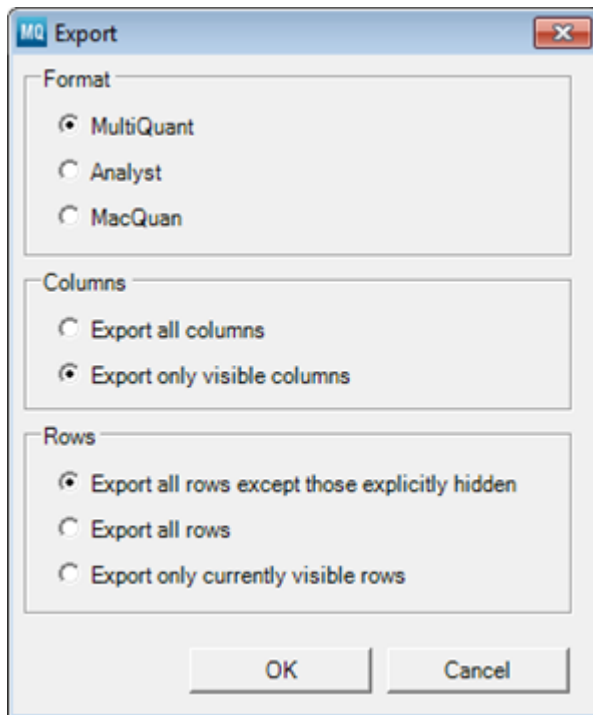 MQ Export
Format
MultiQuant
Analyst
MacQuan
Columns
Export all columns
Export only visible columns
Rows
Export all rows except those explicitly hidden
Export all rows
Export only currently visible rows
OK Cancel